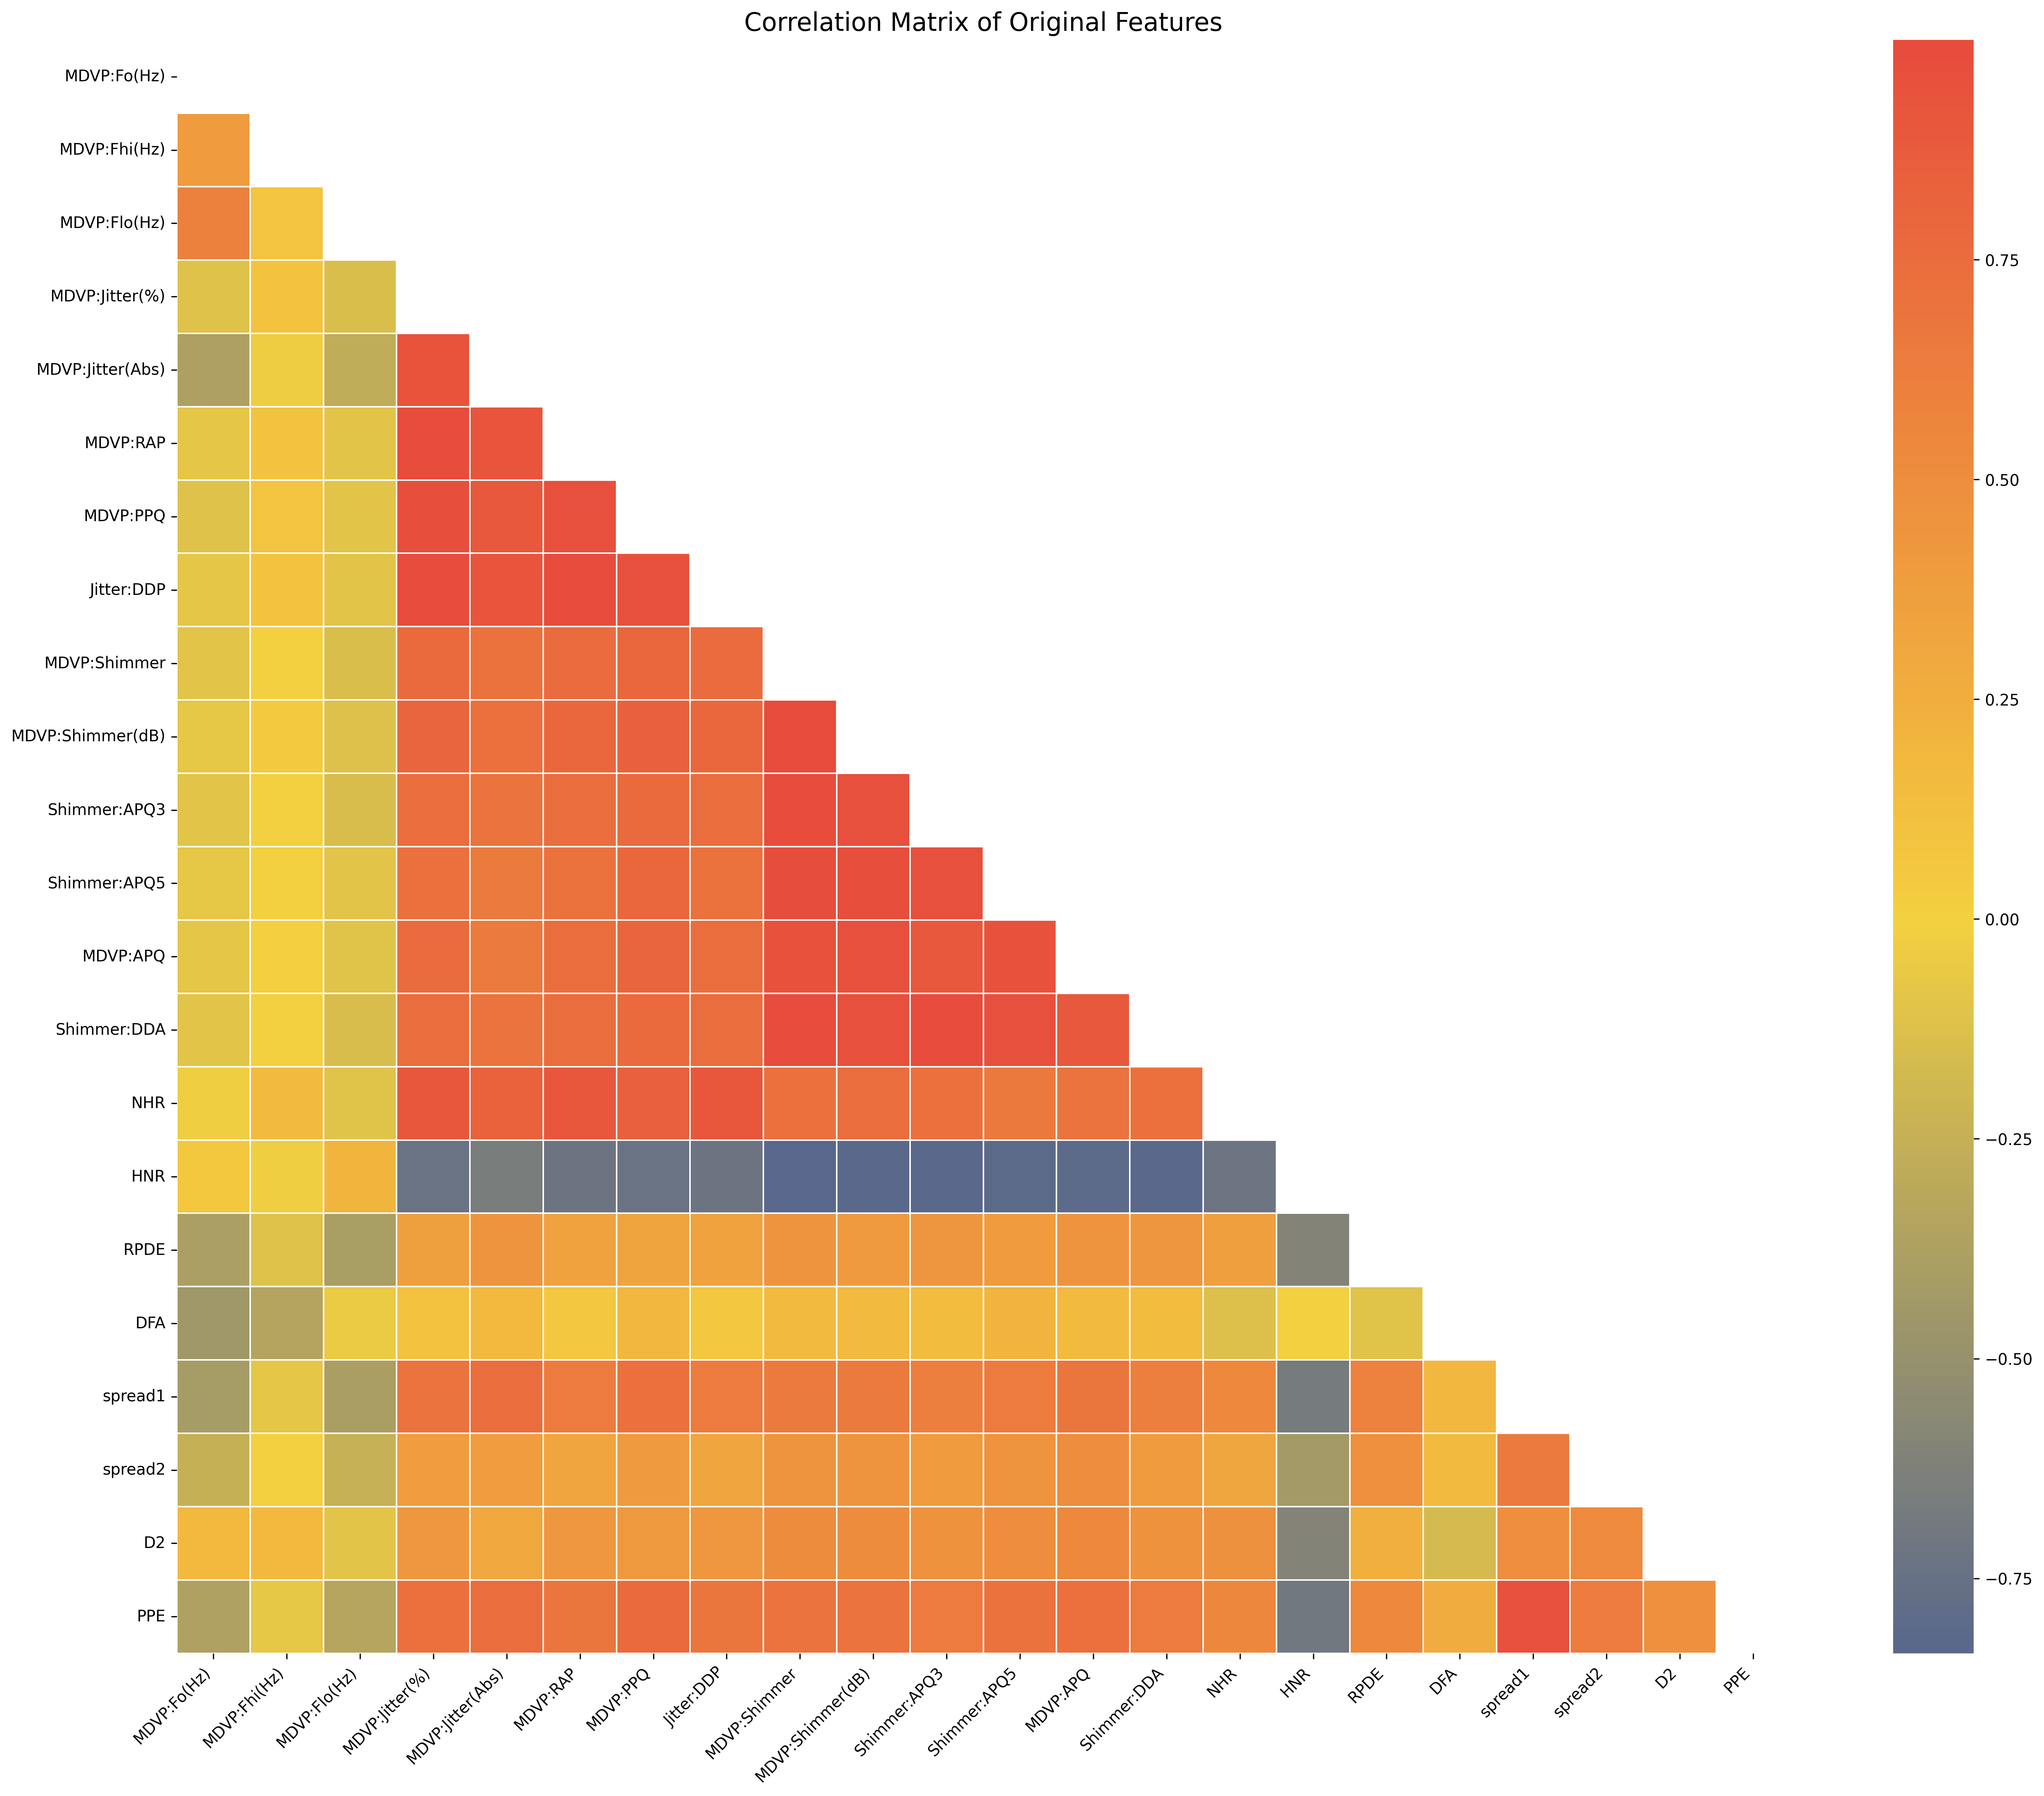 Correlation Matrix of Original Features
MDVP:Fo(Hz)
MDVP:Fhi(Hz)
MDVP:Flo(Hz)
MDVP:Jitter(%)
MDVP:Jitter(Abs)
MDVP:RAP
MDVP:PPQ
Jitter:DDP
MDVP:Shimmer
MDVP:Shimmer(dB)
Shimmer:APQ3
Shimmer:APQ5
MDVP:APQ
Shimmer:DDA
NHR
HNR
RPDE
DFA
spread1
spread2
D2
PPE
MDVP:Fo(Hz)
MDVP:Fhi(Hz)
MDVP:Flo(Hz)
MDVP:Jitter(%)
MDVP:Jitter(Abs)
MDVP:RAP
MDVP:PPQ
Jitter:DDP
MDVP:Shimmer
MDVP:Shimmer(dB)
Shimmer:APQ3
Shimmer:APQ5
MDVP:APQ
Shimmer:DDA
NHR
HNR
RPDE
DFA
spread1
spread2
D2
PPE
0.75
0.50
0.25
0.00
−0.25
−0.50
−0.75